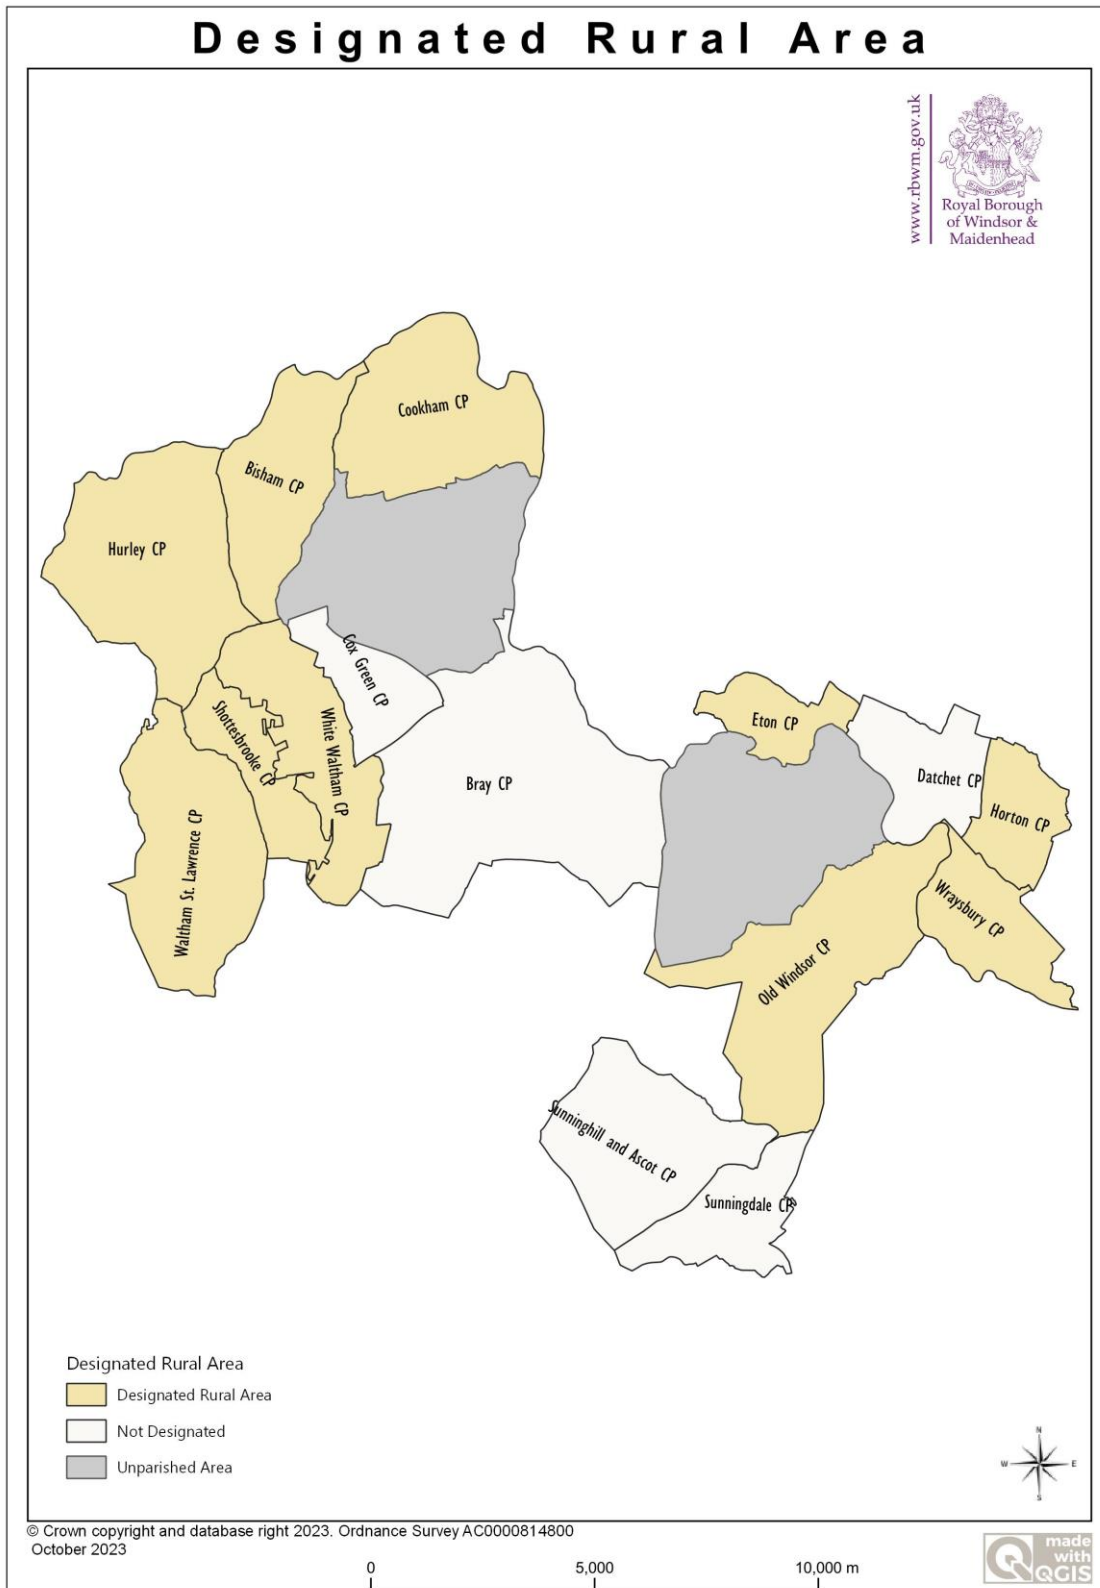 Designated Rural Area
www.rbwm.gov.uk
Royal Borough
of Windsor &
Maidenhead
Cookham CP
Bisham CP
Hurley CP
Cox Green CP
Shottesbrooke CP
White Waltham CP
Waltham St. Lawrence CP
Bray CP
Eton CP
Datchet CP
Horton CP
Wraysbury CP
Old Windsor CP
Sunninghill and Ascot CP
Sunningdale CP
Designated Rural Area
Designated Rural Area
Not Designated
Unparished Area
N
W E
S
© Crown copyright and database right 2023. Ordnance Survey AC0000814800
October 2023
0 5,000 10,000 m
made
with
QGIS